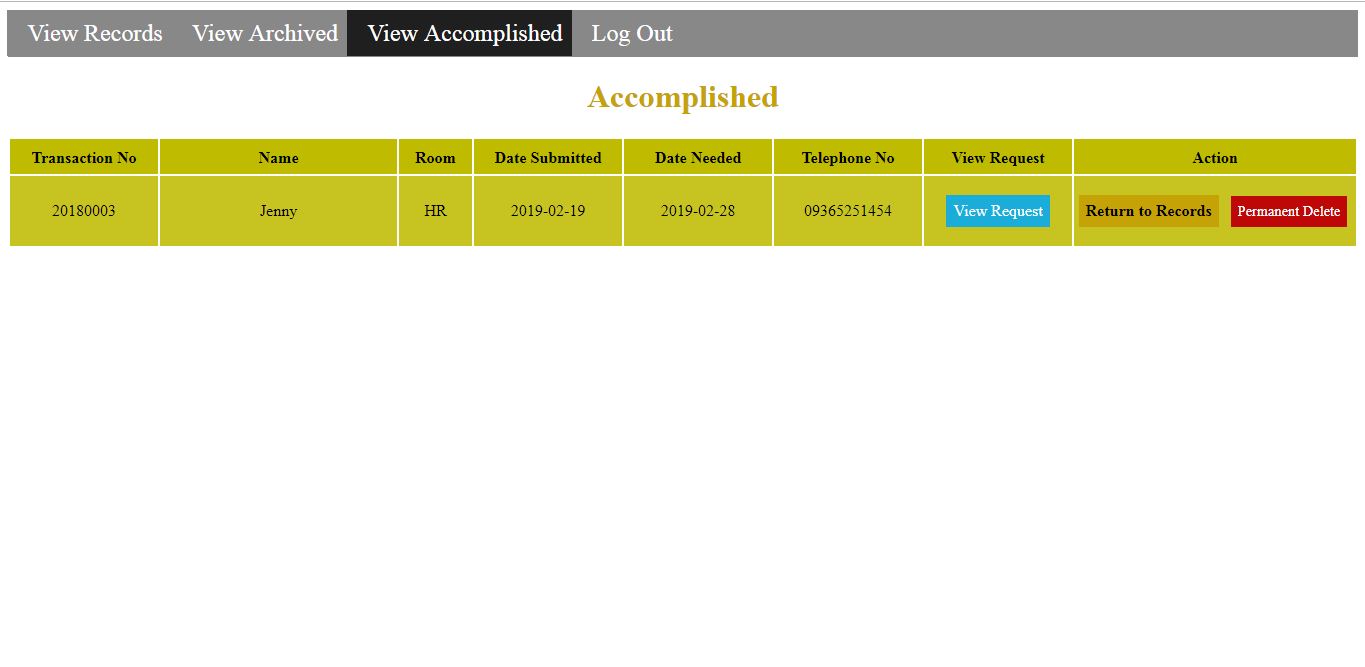 View Records View Archived View Accomplished Log Out
Accomplished
Transaction No Name Room Date Submitted Date Needed Telephone No View Request Action
20180003 Jenny HR 2019-02-19 2019-02-28 09365251454 View Request Return to Records Permanent Delete